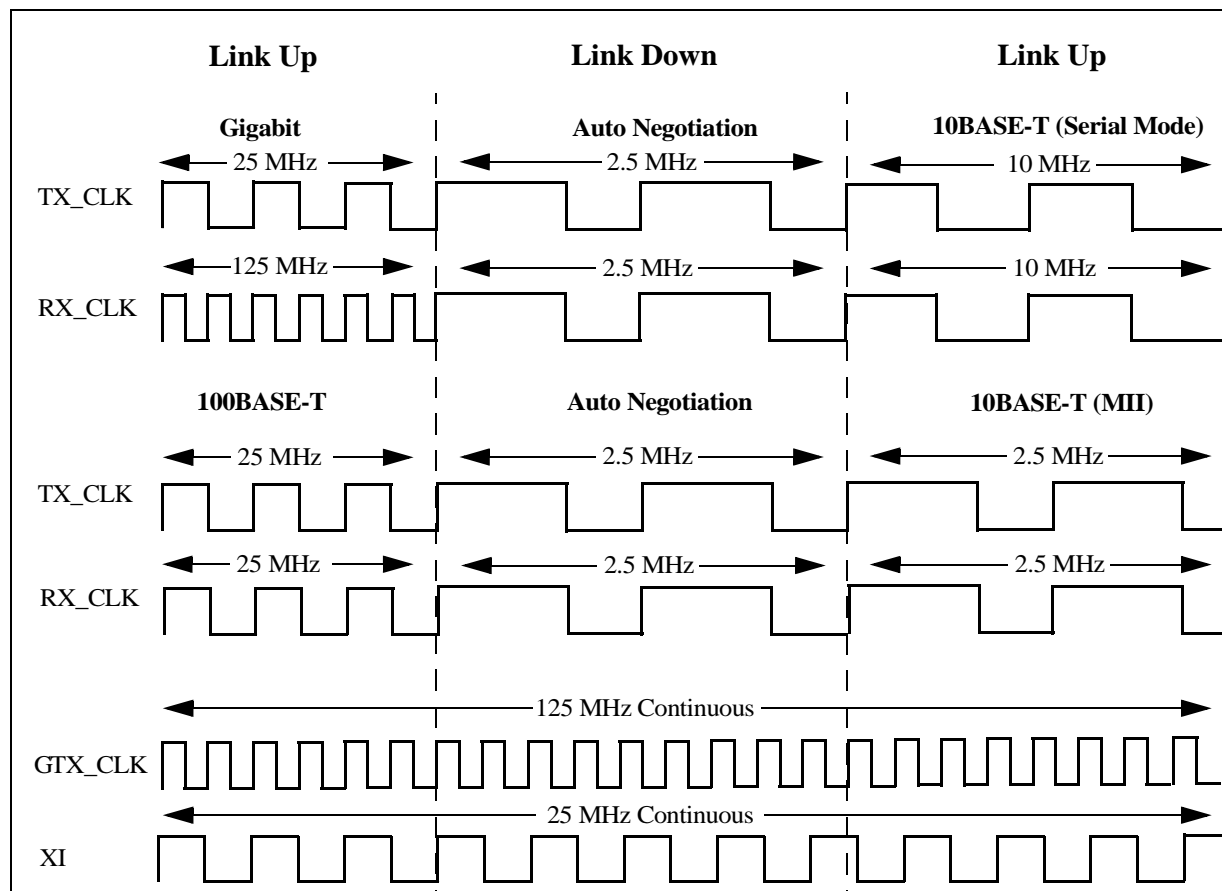 Link Up Link Down Link Up
Gigabit Auto Negotiation 10BASE-T (Serial Mode)
25 MHz 2.5 MHz 10 MHz
TX_CLK
125 MHz 2.5 MHz 10 MHz
RX_CLK
100BASE-T Auto Negotiation 10BASE-T (MII)
25 MHz 2.5 MHz 2.5 MHz
TX_CLK
25 MHz 2.5 MHz 2.5 MHz
RX_CLK
125 MHz Continuous
GTX_CLK
25 MHz Continuous
XI